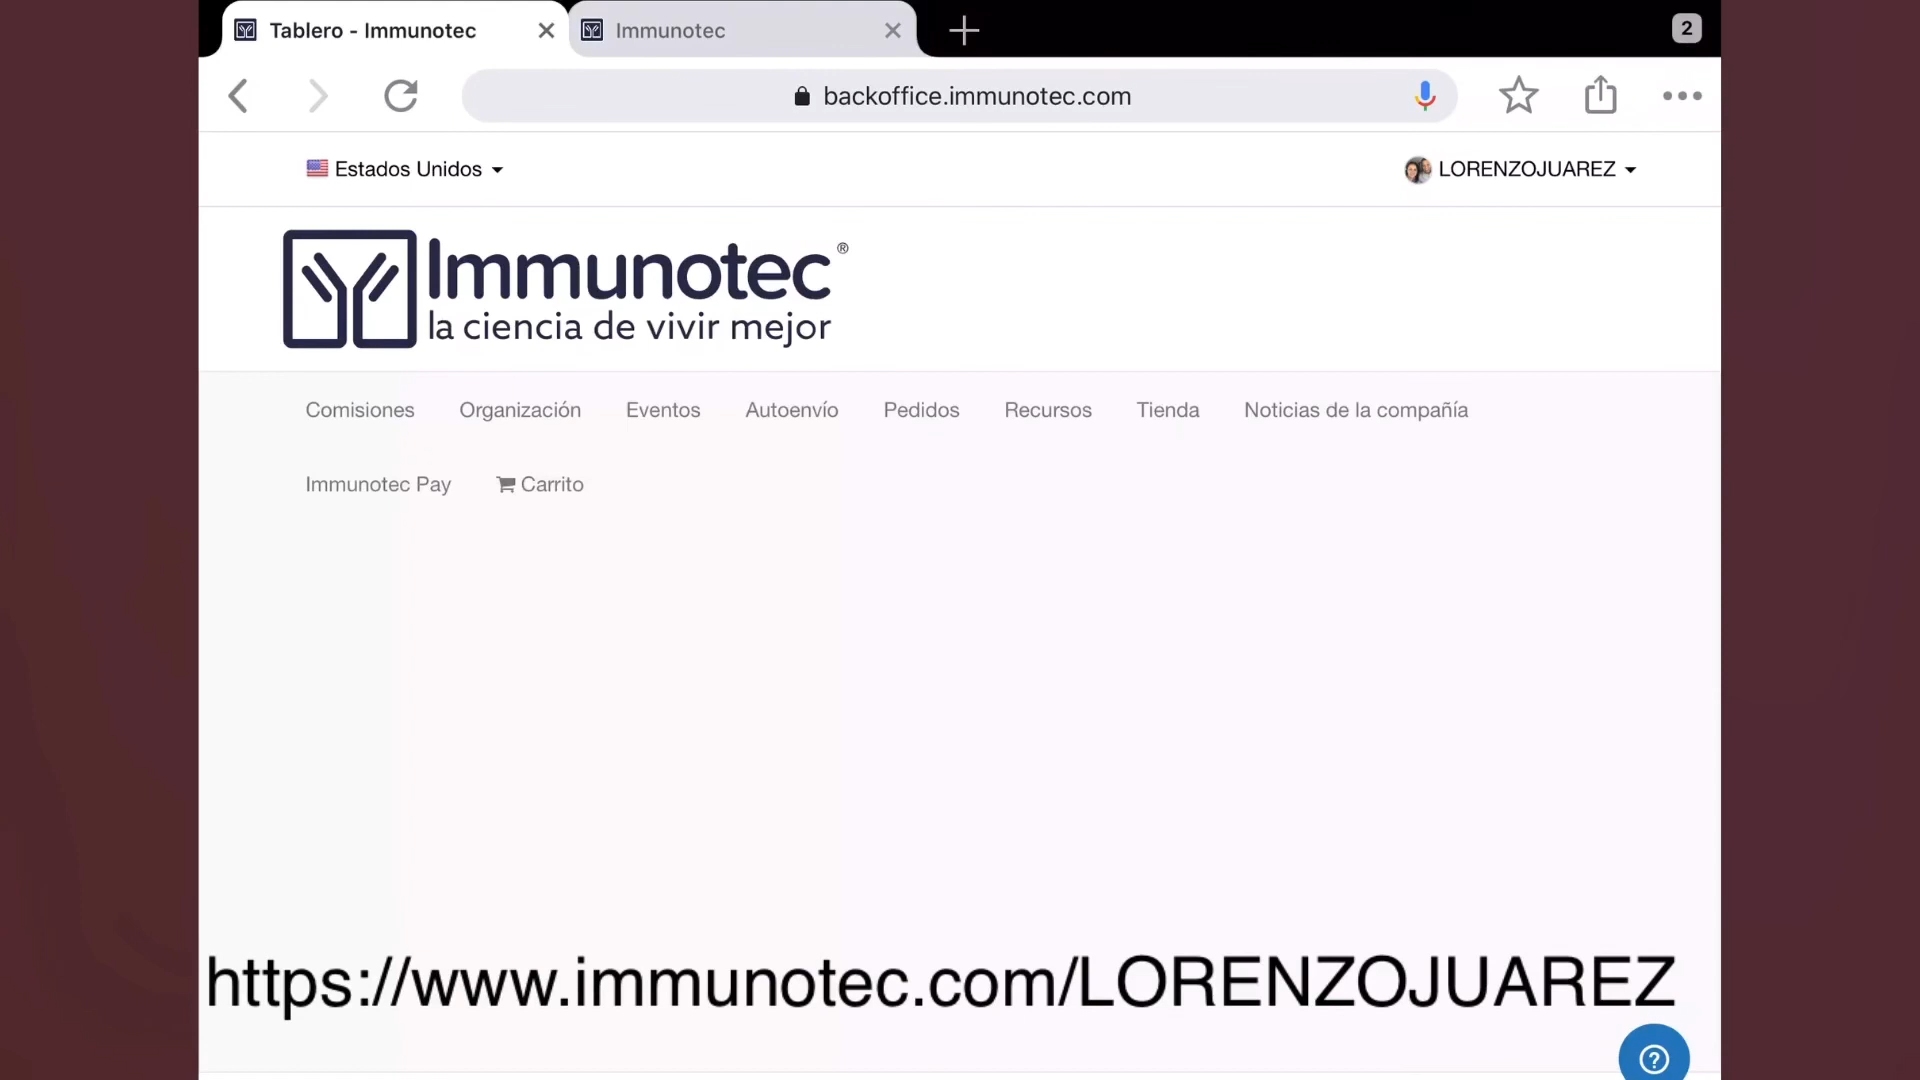 Tablero - Immunotec
Immunotec
2
backoffice.immunotec.com
Estados Unidos
LORENZOJUAREZ
Immunotec®
la ciencia de vivir mejor
Comisiones Organización Eventos Autoenvío Pedidos Recursos Tienda Noticias de la compañía
Immunotec Pay Carrito
https://www.immunotec.com/LORENZOJUAREZ
?